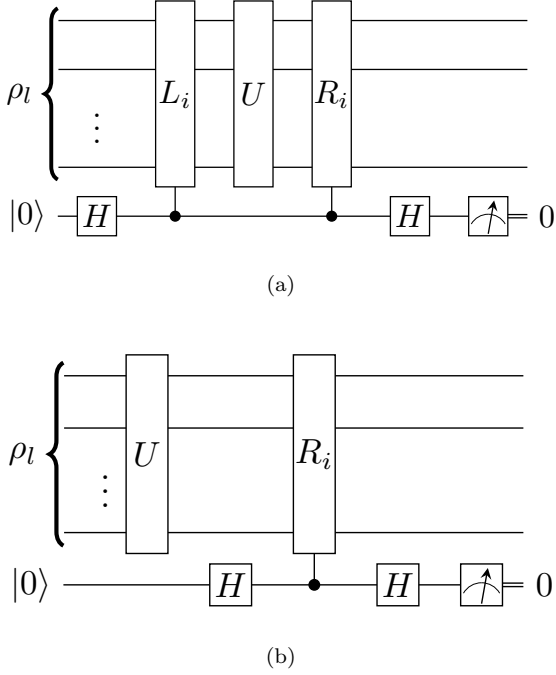 ρ_l L_i U R_i
⋮
|0⟩ H H 0
(a)
ρ_l U R_i
⋮
|0⟩ H H 0
(b)